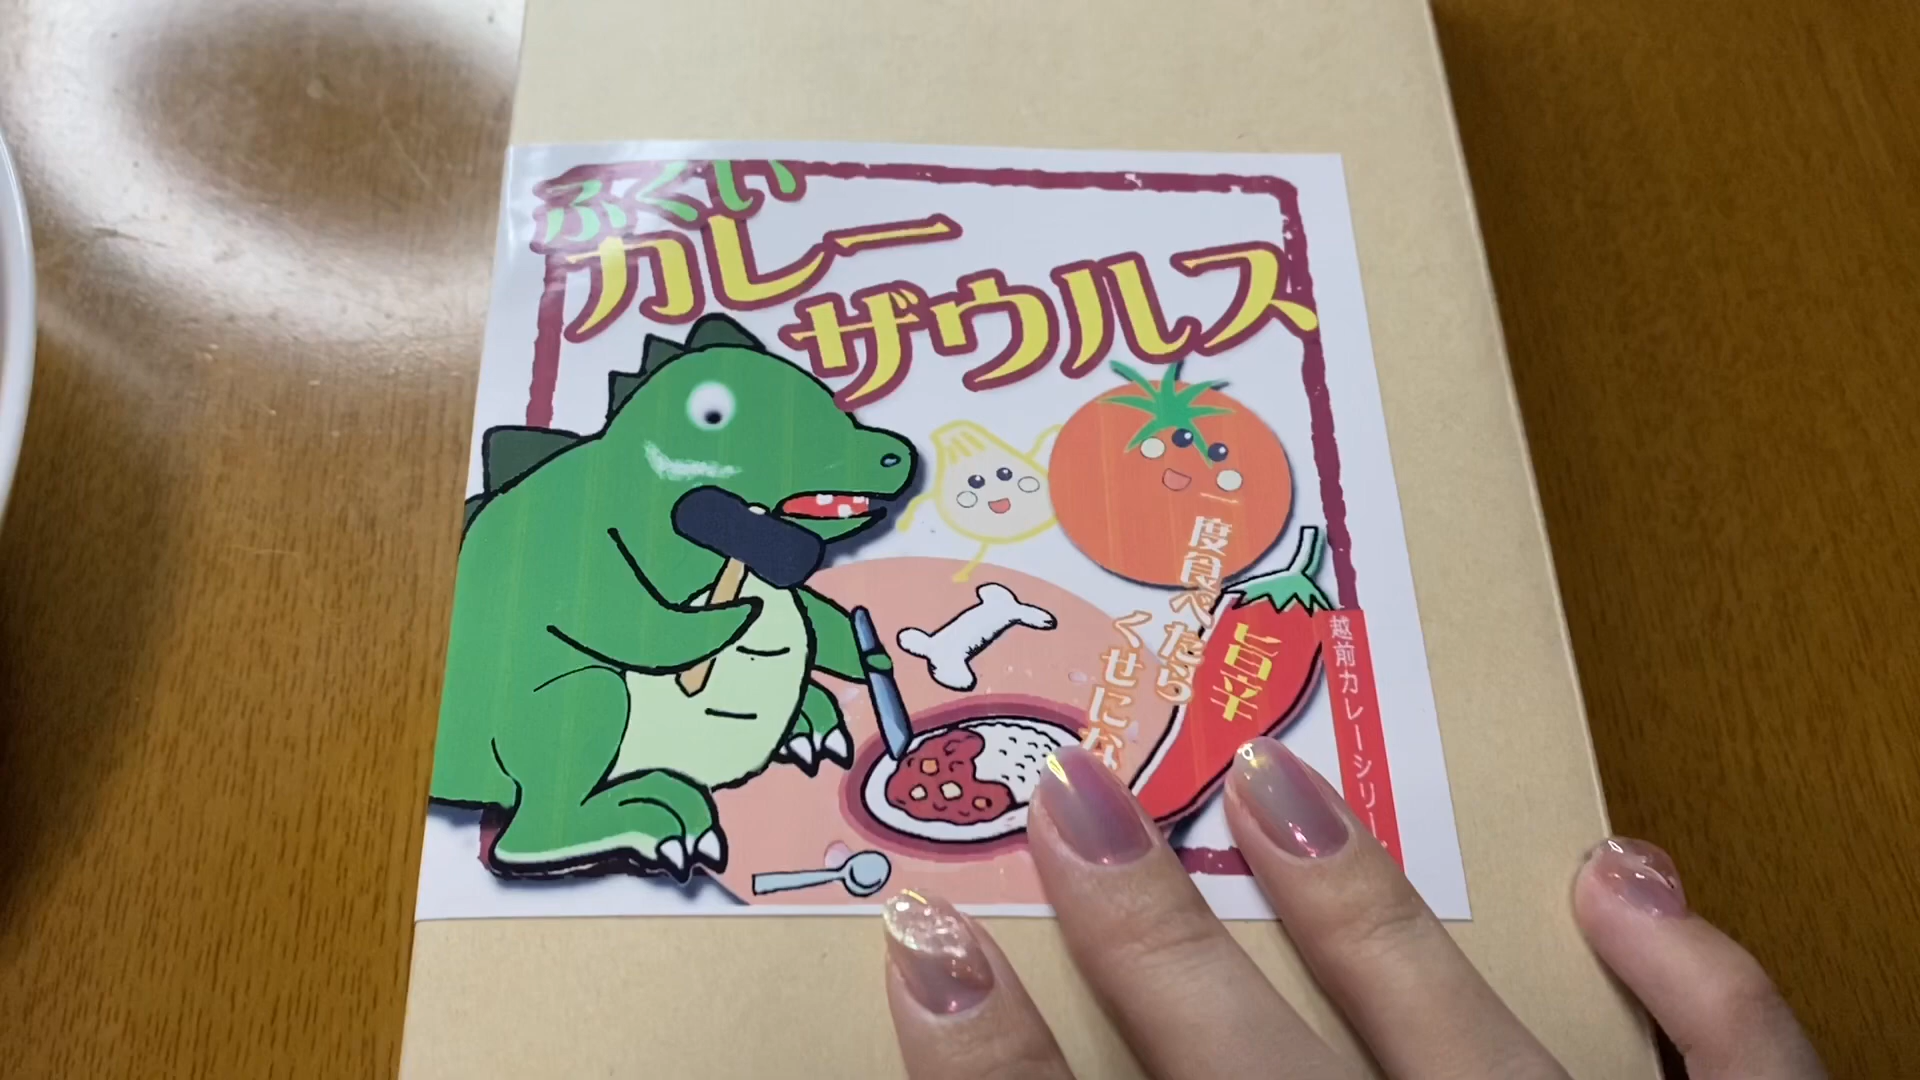 ふくい
カレー
ザウルス
一度食べたら
くせにな
旨辛
越前カレーシリー